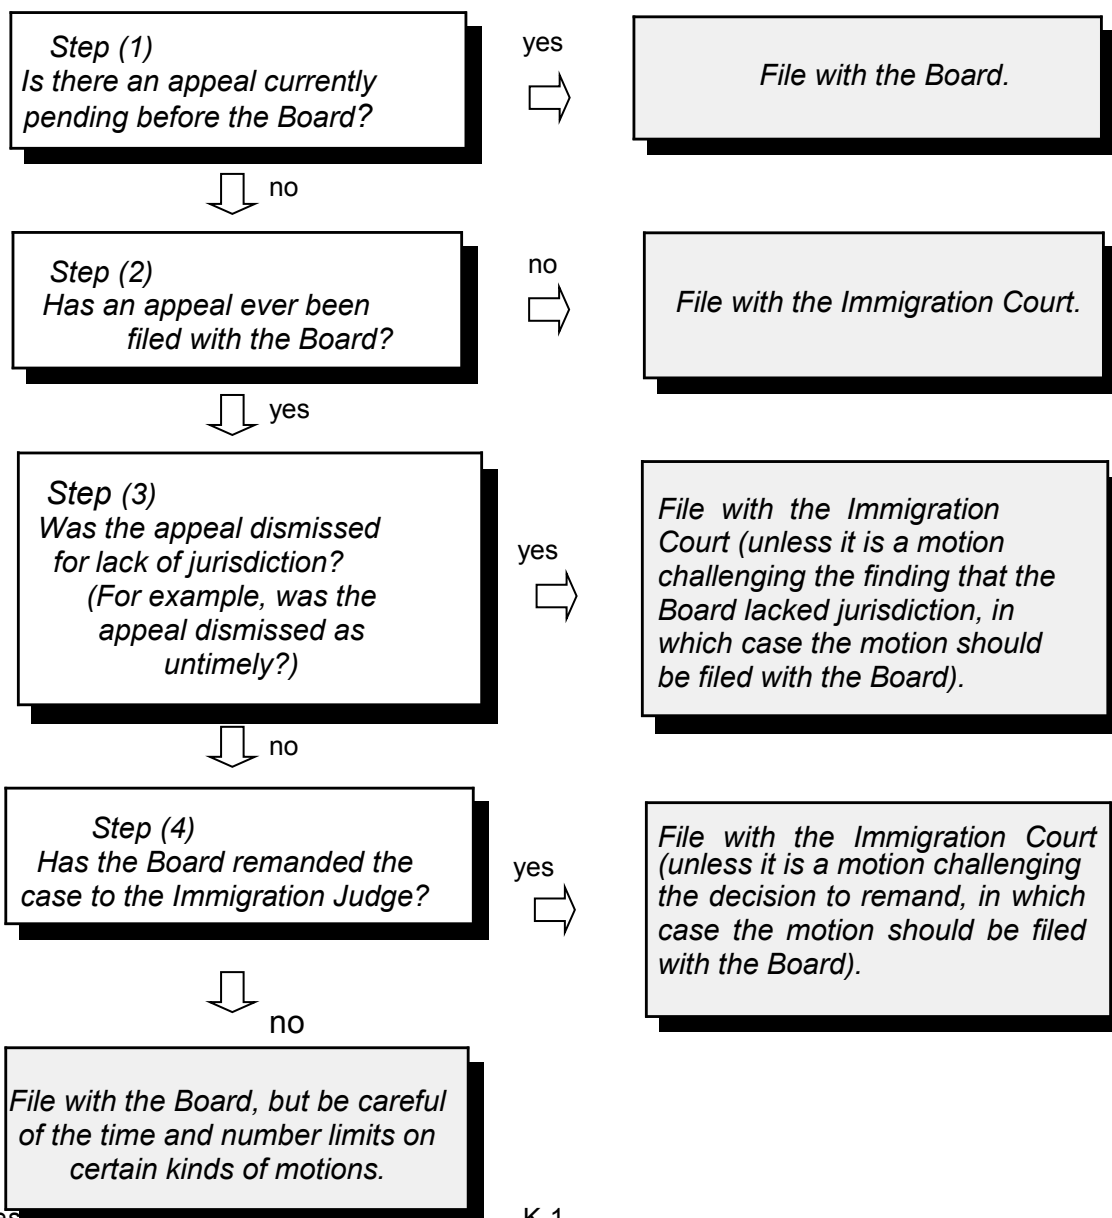 Step (1)
Is there an appeal currently
pending before the Board?
yes
File with the Board.
no
Step (2)
Has an appeal ever been
filed with the Board?
no
File with the Immigration Court.
yes
Step (3)
Was the appeal dismissed
for lack of jurisdiction?
(For example, was the
appeal dismissed as
untimely?)
yes
File with the Immigration
Court (unless it is a motion
challenging the finding that the
Board lacked jurisdiction, in
which case the motion should
be filed with the Board).
no
Step (4)
Has the Board remanded the
case to the Immigration Judge?
yes
File with the Immigration Court
(unless it is a motion challenging
the decision to remand, in which
case the motion should be filed
with the Board).
no
File with the Board, but be careful
of the time and number limits on
certain kinds of motions.